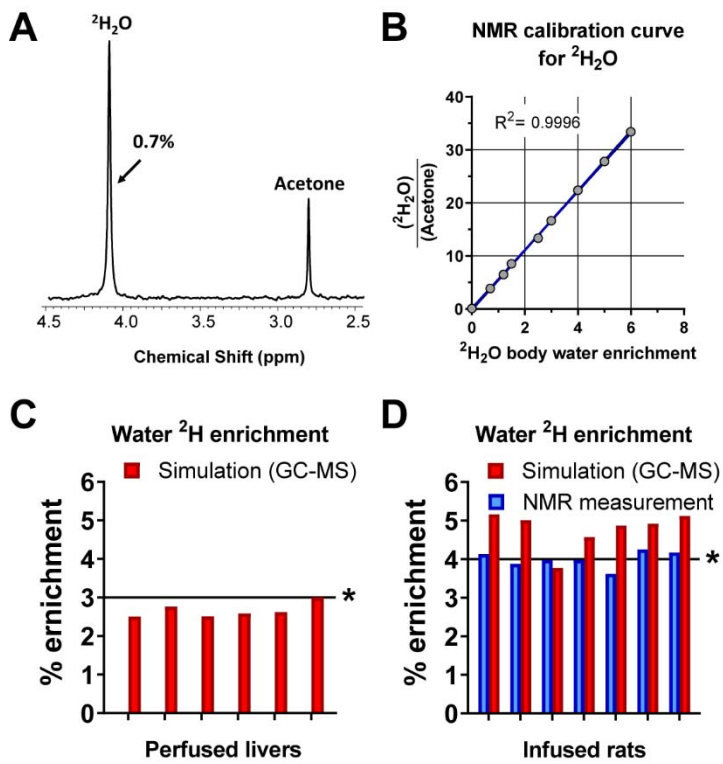 A
²H₂O
0.7%
Acetone
4.5 4.0 3.5 3.0 2.5
Chemical Shift (ppm)
B
NMR calibration curve
for ²H₂O
R²= 0.9996
(²H₂O)
(Acetone)
40
30
20
10
0
0 2 4 6 8
²H₂O body water enrichment
C
Water ²H enrichment
Simulation (GC-MS)
% ernichment
6
5
4
3
2
1
0
*
Perfused livers
D
Water ²H enrichment
Simulation (GC-MS)
NMR measurement
% ernichment
6
5
4
3
2
1
0
*
Infused rats